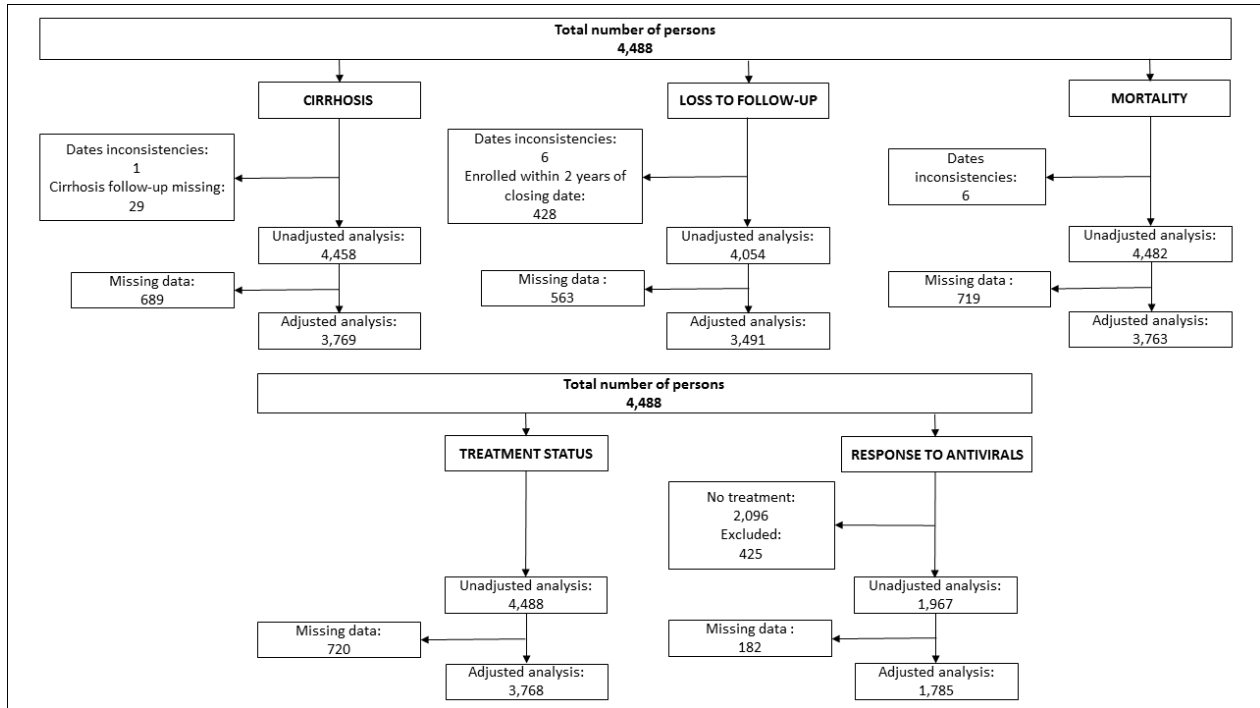 Total number of persons
4,488
CIRRHOSIS
LOSS TO FOLLOW-UP
MORTALITY
Dates inconsistencies:
1
Cirrhosis follow-up missing:
29
Dates inconsistencies:
6
Enrolled within 2 years of
closing date:
428
Dates
inconsistencies:
6
Unadjusted analysis:
4,458
Unadjusted analysis:
4,054
Unadjusted analysis:
4,482
Missing data:
689
Missing data :
563
Missing data :
719
Adjusted analysis:
3,769
Adjusted analysis:
3,491
Adjusted analysis:
3,763
Total number of persons
4,488
TREATMENT STATUS
RESPONSE TO ANTIVIRALS
No treatment:
2,096
Excluded:
425
Unadjusted analysis:
4,488
Unadjusted analysis:
1,967
Missing data:
720
Missing data :
182
Adjusted analysis:
3,768
Adjusted analysis:
1,785